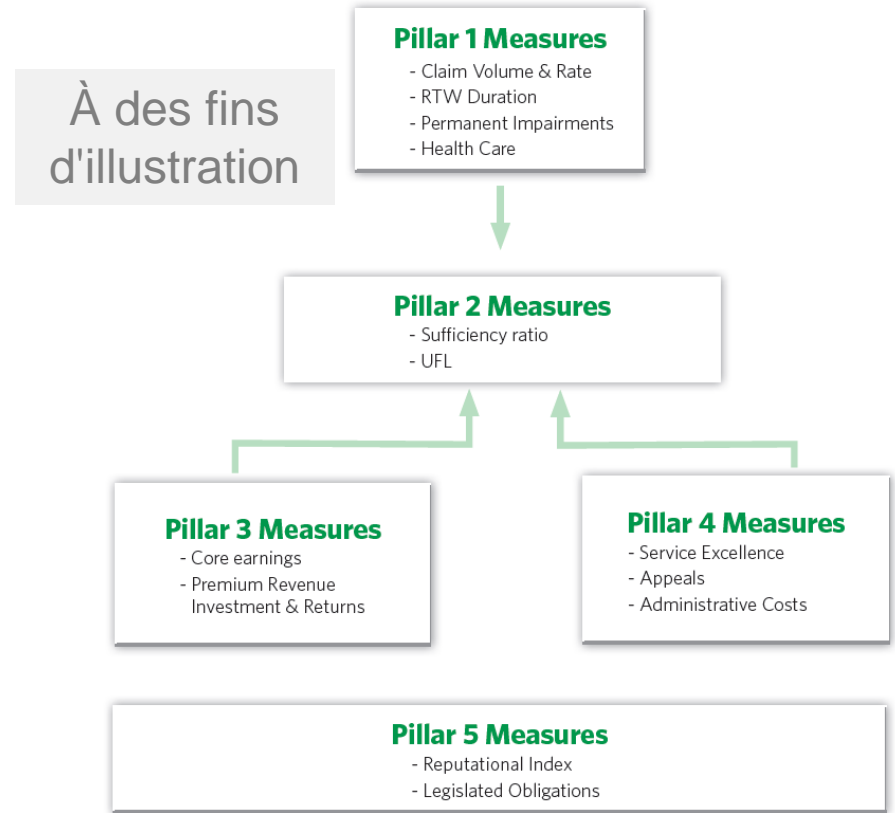 Pillar 1 Measures
- Claim Volume & Rate
- RTW Duration
- Permanent Impairments
- Health Care
À des fins
d'illustration
Pillar 2 Measures
- Sufficiency ratio
- UFL
Pillar 3 Measures
- Core earnings
- Premium Revenue
Investment & Returns
Pillar 4 Measures
- Service Excellence
- Appeals
- Administrative Costs
Pillar 5 Measures
- Reputational Index
- Legislated Obligations